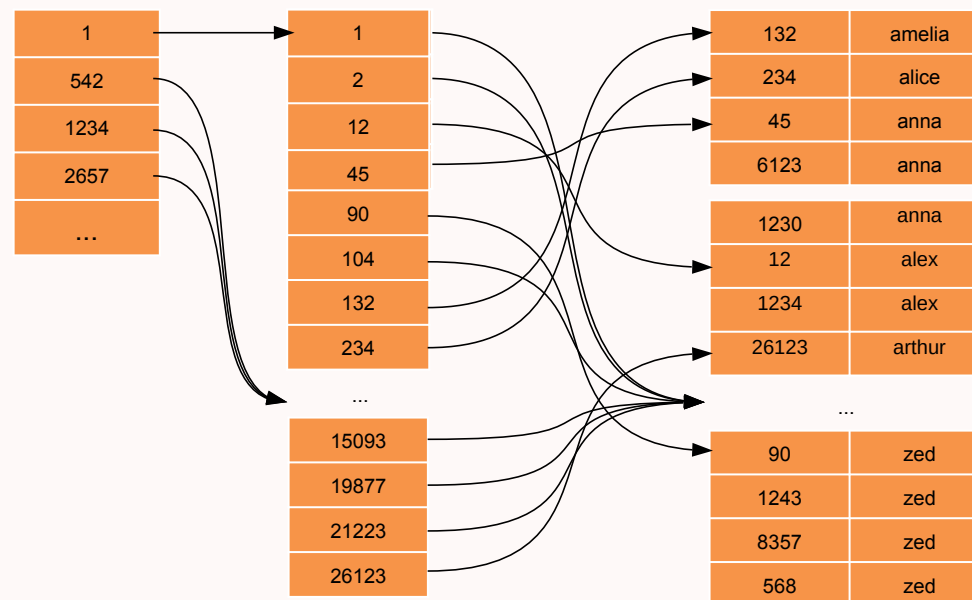 1
542
1234
2657
...
1
2
12
45
90
104
132
234
...
15093
19877
21223
26123
132 amelia
234 alice
45 anna
6123 anna
1230 anna
12 alex
1234 alex
26123 arthur
...
90 zed
1243 zed
8357 zed
568 zed